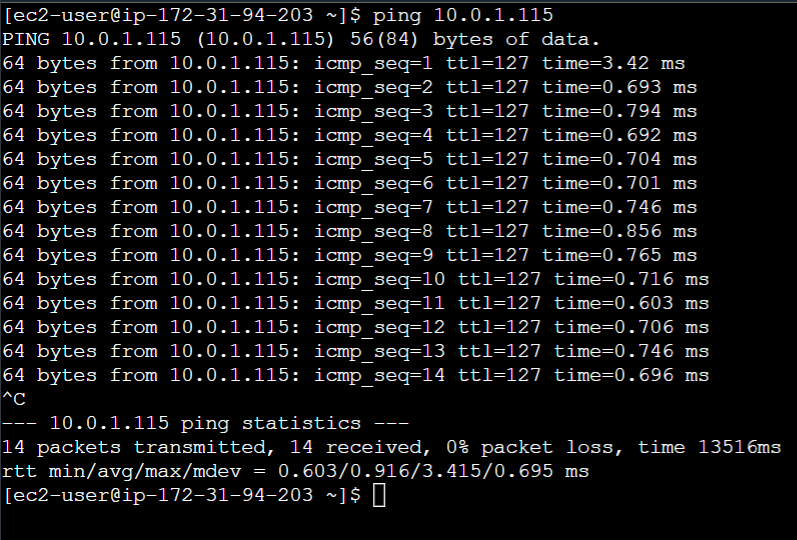 [ec2-user@ip-172-31-94-203 ~]$ ping 10.0.1.115
PING 10.0.1.115 (10.0.1.115) 56(84) bytes of data.
64 bytes from 10.0.1.115: icmp_seq=1 ttl=127 time=3.42 ms
64 bytes from 10.0.1.115: icmp_seq=2 ttl=127 time=0.693 ms
64 bytes from 10.0.1.115: icmp_seq=3 ttl=127 time=0.794 ms
64 bytes from 10.0.1.115: icmp_seq=4 ttl=127 time=0.692 ms
64 bytes from 10.0.1.115: icmp_seq=5 ttl=127 time=0.704 ms
64 bytes from 10.0.1.115: icmp_seq=6 ttl=127 time=0.701 ms
64 bytes from 10.0.1.115: icmp_seq=7 ttl=127 time=0.746 ms
64 bytes from 10.0.1.115: icmp_seq=8 ttl=127 time=0.856 ms
64 bytes from 10.0.1.115: icmp_seq=9 ttl=127 time=0.765 ms
64 bytes from 10.0.1.115: icmp_seq=10 ttl=127 time=0.716 ms
64 bytes from 10.0.1.115: icmp_seq=11 ttl=127 time=0.603 ms
64 bytes from 10.0.1.115: icmp_seq=12 ttl=127 time=0.706 ms
64 bytes from 10.0.1.115: icmp_seq=13 ttl=127 time=0.746 ms
64 bytes from 10.0.1.115: icmp_seq=14 ttl=127 time=0.696 ms
^C
--- 10.0.1.115 ping statistics ---
14 packets transmitted, 14 received, 0% packet loss, time 13516ms
rtt min/avg/max/mdev = 0.603/0.916/3.415/0.695 ms
[ec2-user@ip-172-31-94-203 ~]$